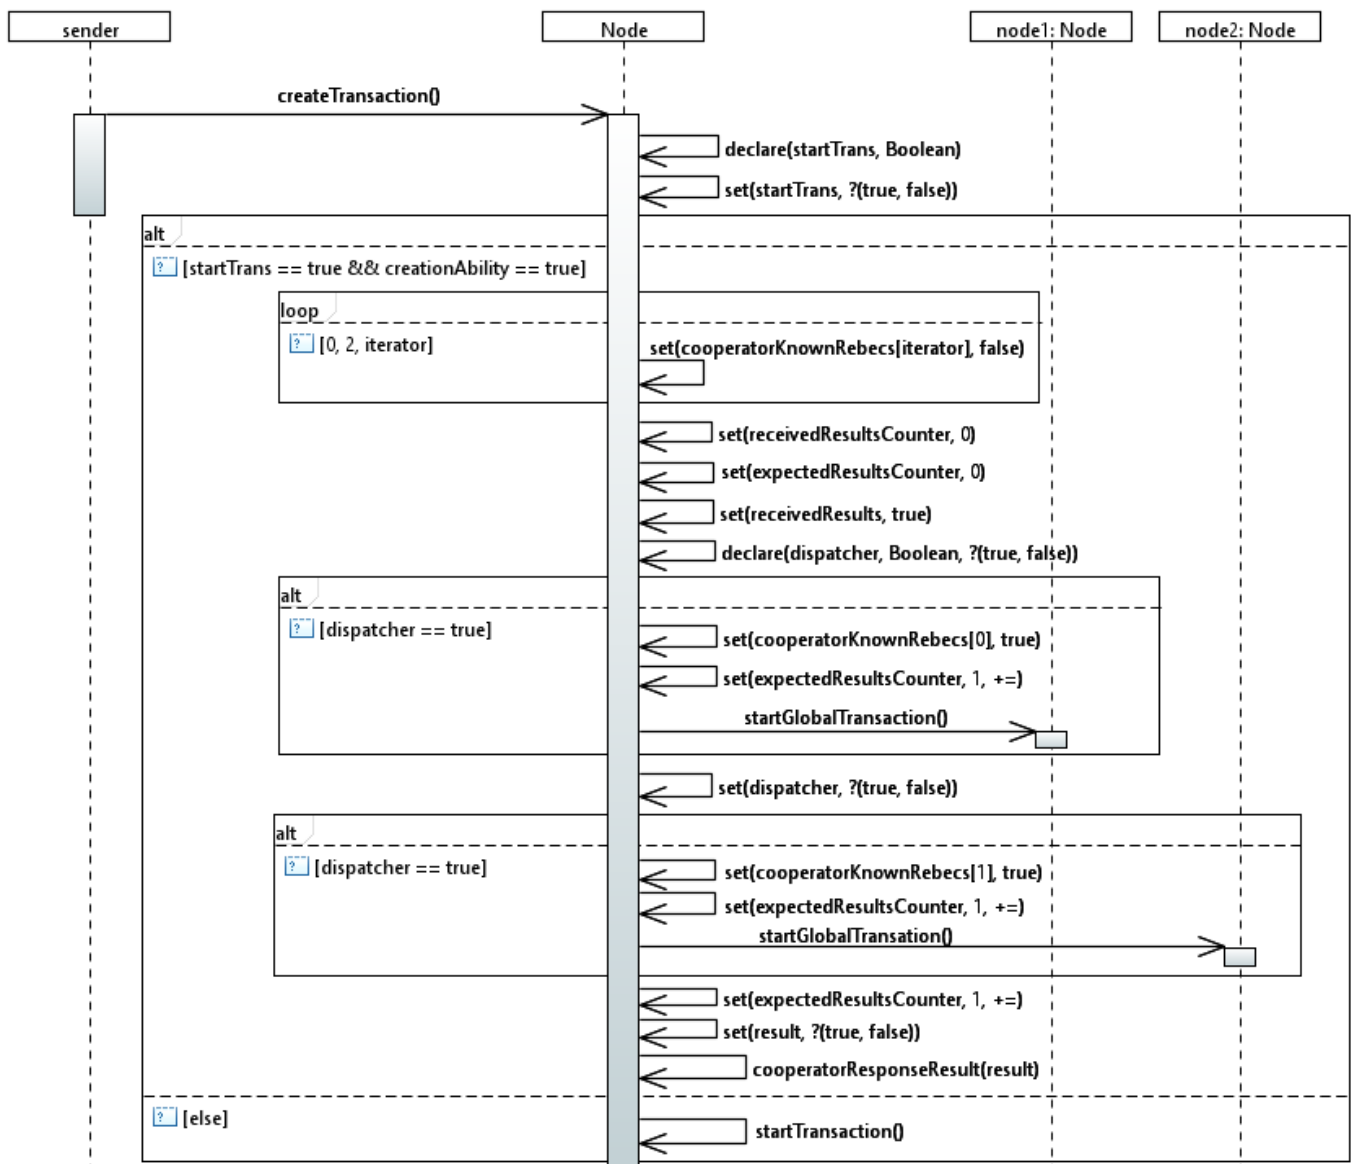 sender
Node
node1: Node
node2: Node
createTransaction()
declare(startTrans, Boolean)
set(startTrans, ?(true, false))
alt
[startTrans == true && creationAbility == true]
loop
[0, 2, iterator]
set(cooperatorKnownRebecs[iterator], false)
set(receivedResultsCounter, 0)
set(expectedResultsCounter, 0)
set(receivedResults, true)
declare(dispatcher, Boolean, ?(true, false))
alt
[dispatcher == true]
set(cooperatorKnownRebecs[0], true)
set(expectedResultsCounter, 1, +=)
startGlobalTransaction()
set(dispatcher, ?(true, false))
alt
[dispatcher == true]
set(cooperatorKnownRebecs[1], true)
set(expectedResultsCounter, 1, +=)
startGlobalTransation()
set(expectedResultsCounter, 1, +=)
set(result, ?(true, false))
cooperatorResponseResult(result)
[else]
startTransaction()